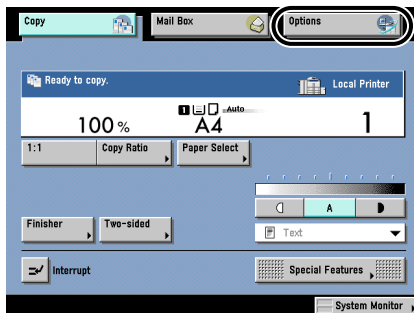 Copy
Mail Box
Options
Ready to copy.
Local Printer
100 %
1 Auto
A4
1
1:1
Copy Ratio
Paper Select
A
Finisher
Two-sided
Text
Interrupt
Special Features
System Monitor